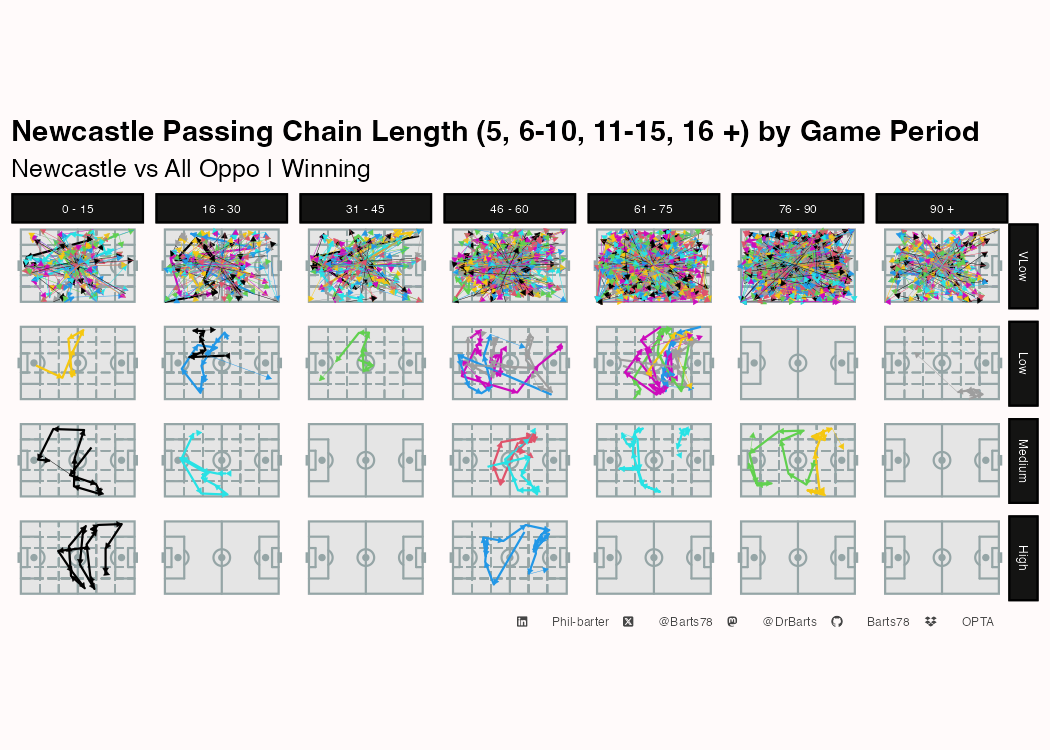 Newcastle Passing Chain Length (5, 6-10, 11-15, 16 +) by Game Period
Newcastle vs All Oppo | Winning
0 - 15 16 - 30 31 - 45 46 - 60 61 - 75 76 - 90 90 +
VLow
Low
Medium
High
Phil-barter @Barts78 @DrBarts Barts78 OPTA